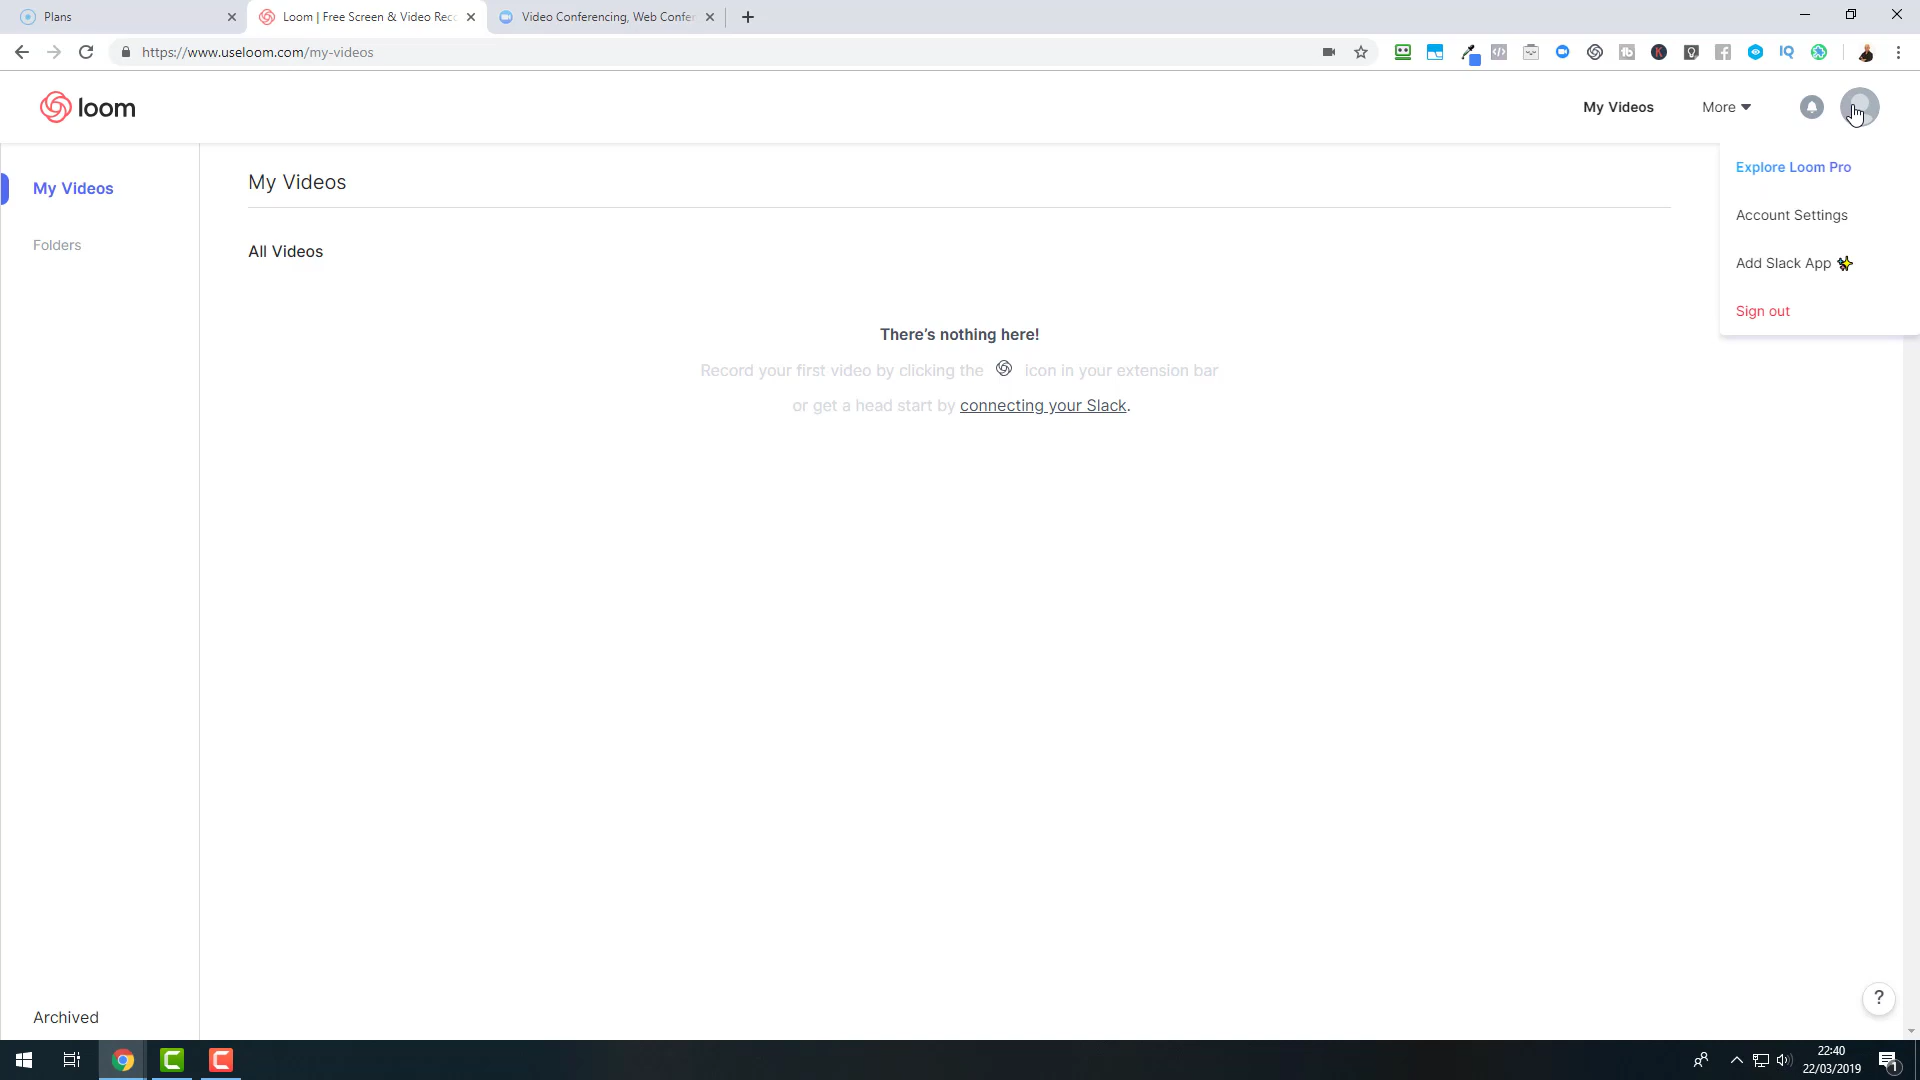 Plans
Loom | Free Screen & Video Rec
Video Conferencing, Web Confer
https://www.useloom.com/my-videos
loom
My Videos
More
Explore Loom Pro
Account Settings
Add Slack App
Sign out
My Videos
Folders
Archived
My Videos
All Videos
There's nothing here!
Record your first video by clicking the icon in your extension bar
or get a head start by connecting your Slack.
?
22:40
22/03/2019
1